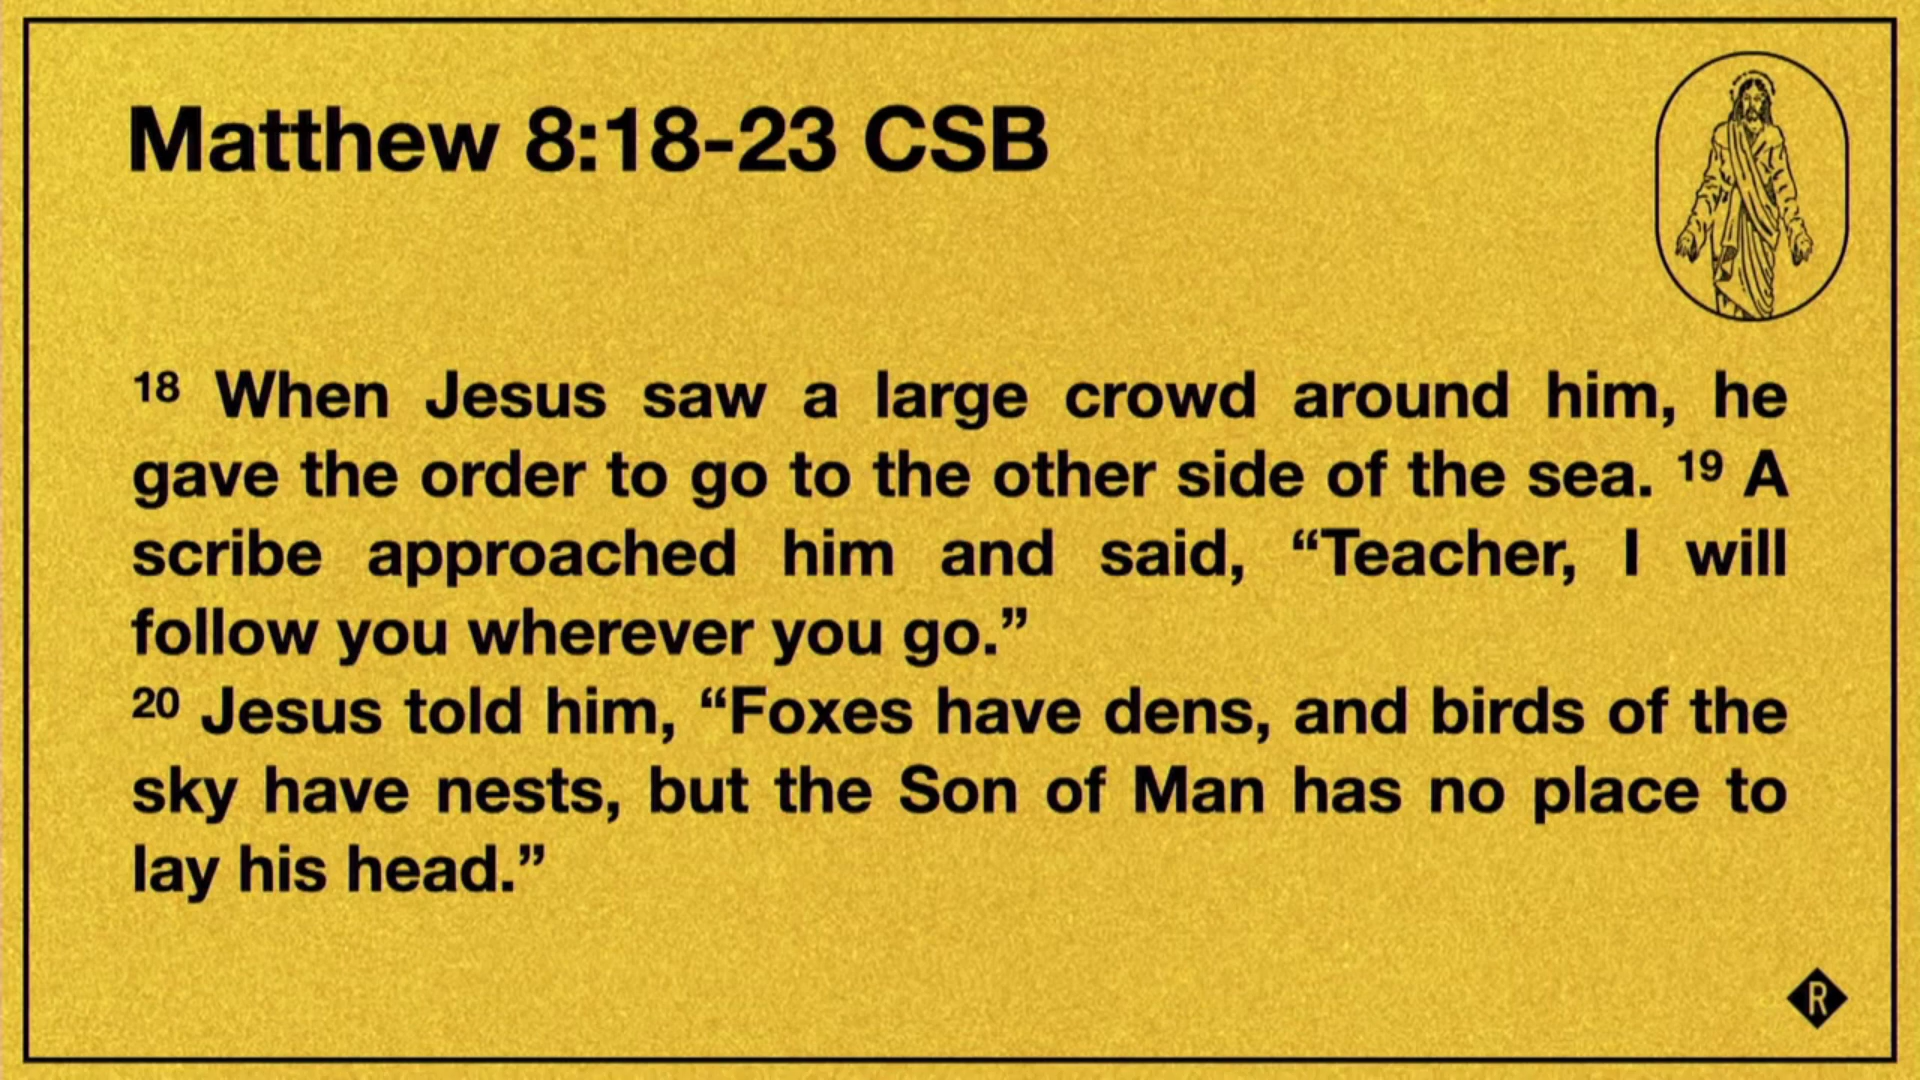 Matthew 8:18-23 CSB
18 When Jesus saw a large crowd around him, he
gave the order to go to the other side of the sea. 19 A
scribe approached him and said, “Teacher, I will
follow you wherever you go.”
20 Jesus told him, “Foxes have dens, and birds of the
sky have nests, but the Son of Man has no place to
lay his head.”
R